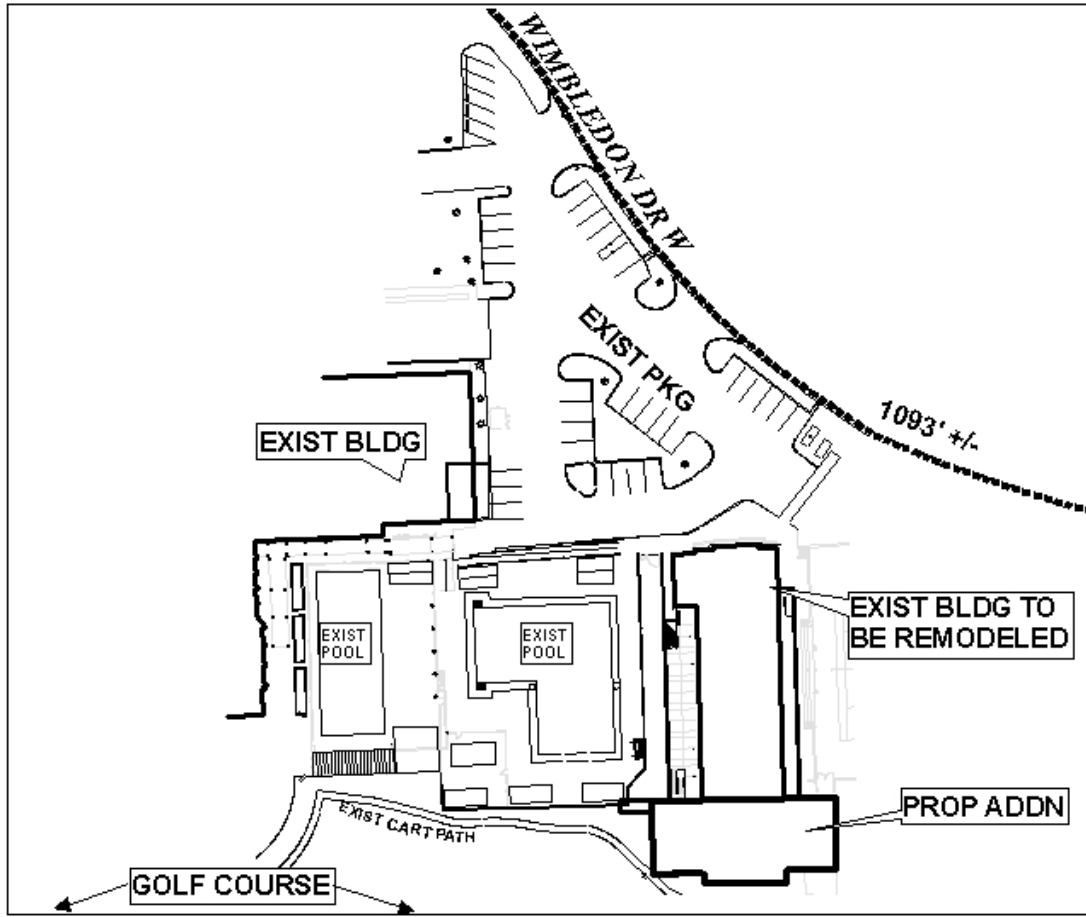 WIMBLEDON DR W
EXIST PKG
1093' +/-
EXIST BLDG
EXIST BLDG TO
BE REMODELED
EXIST
POOL
EXIST
POOL
PROP ADDN
EXIST CART PATH
GOLF COURSE